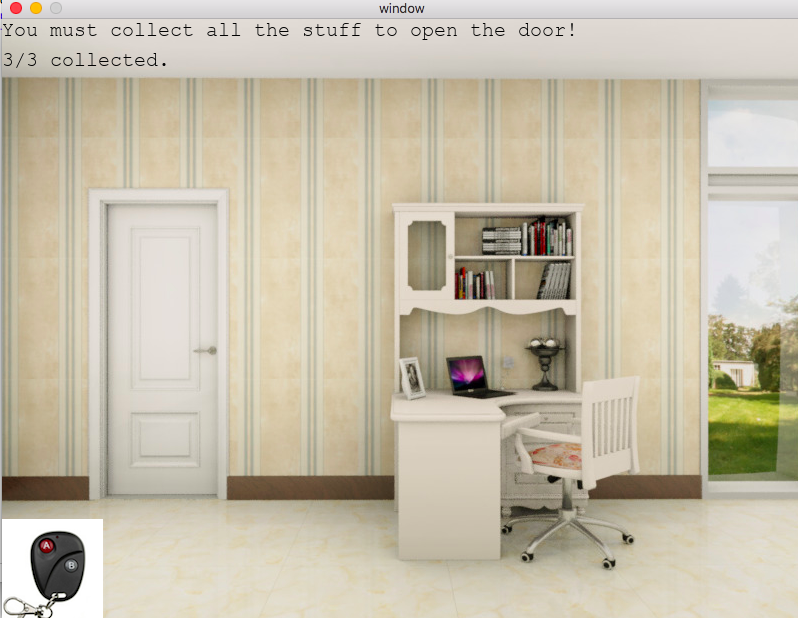 window
You must collect all the stuff to open the door!
3/3 collected.
A
B